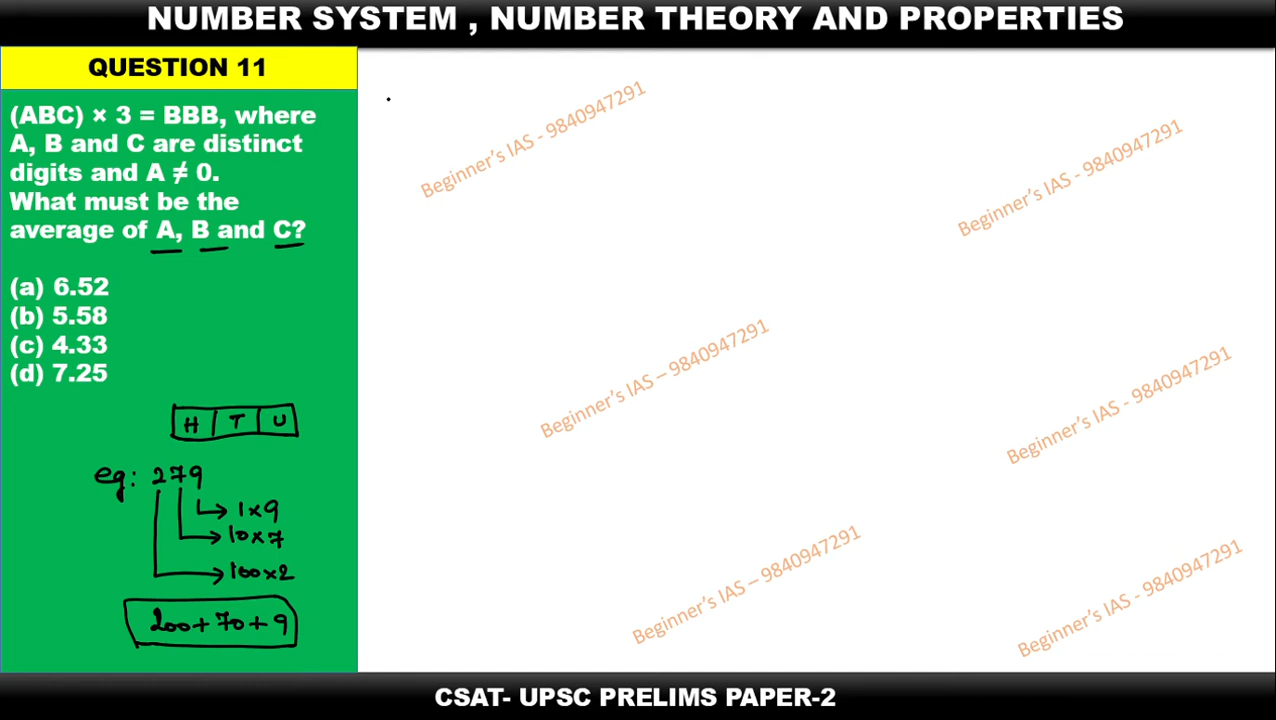 NUMBER SYSTEM , NUMBER THEORY AND PROPERTIES
QUESTION 11
(ABC) × 3 = BBB, where
A, B and C are distinct
digits and A ≠ 0.
What must be the
average of A, B and C?
(a) 6.52
(b) 5.58
(c) 4.33
(d) 7.25
H T U
eg: 279
1×9
10×7
100×2
200+70+9
Beginner's IAS - 9840947291
Beginner's IAS - 9840947291
Beginner's IAS – 9840947291
Beginner's IAS - 9840947291
Beginner's IAS – 9840947291
Beginner's IAS - 9840947291
CSAT- UPSC PRELIMS PAPER-2